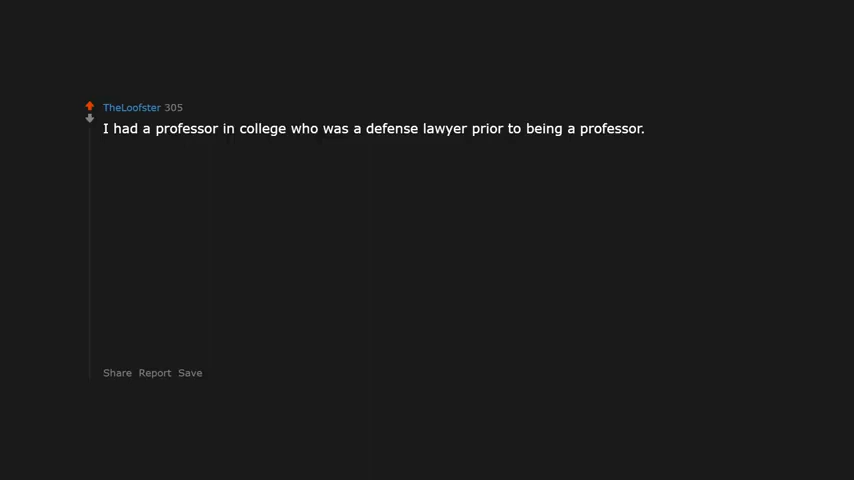 TheLoofster 305
I had a professor in college who was a defense lawyer prior to being a professor.
Share Report Save